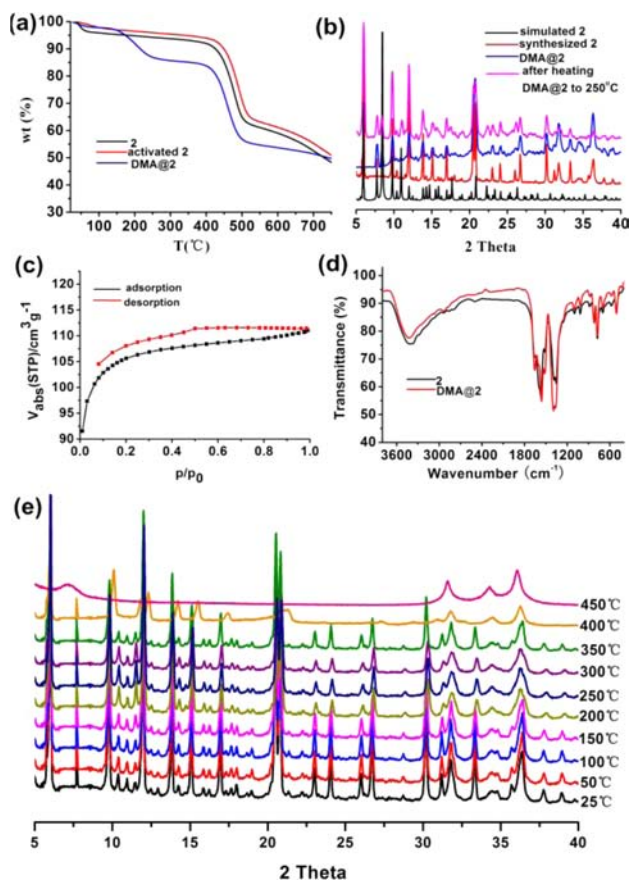 (a)
wt (%)
100
90
80
70
60
50
40
2
activated 2
DMA@2
100 200 300 400 500 600 700
T(℃)
(b)
simulated 2
synthesized 2
DMA@2
after heating
DMA@2 to 250°C
5 10 15 20 25 30 35 40
2 Theta
(c)
adsorption
desorption
Vabs(STP)/cm3g-1
120
115
110
105
100
95
90
0.0 0.2 0.4 0.6 0.8 1.0
p/p0
(d)
Transmittance (%)
100
90
80
70
60
50
40
2
DMA@2
3600 3000 2400 1800 1200 600
Wavenumber (cm-1)
(e)
450℃
400℃
350℃
300℃
250℃
200℃
150℃
100℃
50℃
25℃
5 10 15 20 25 30 35 40
2 Theta